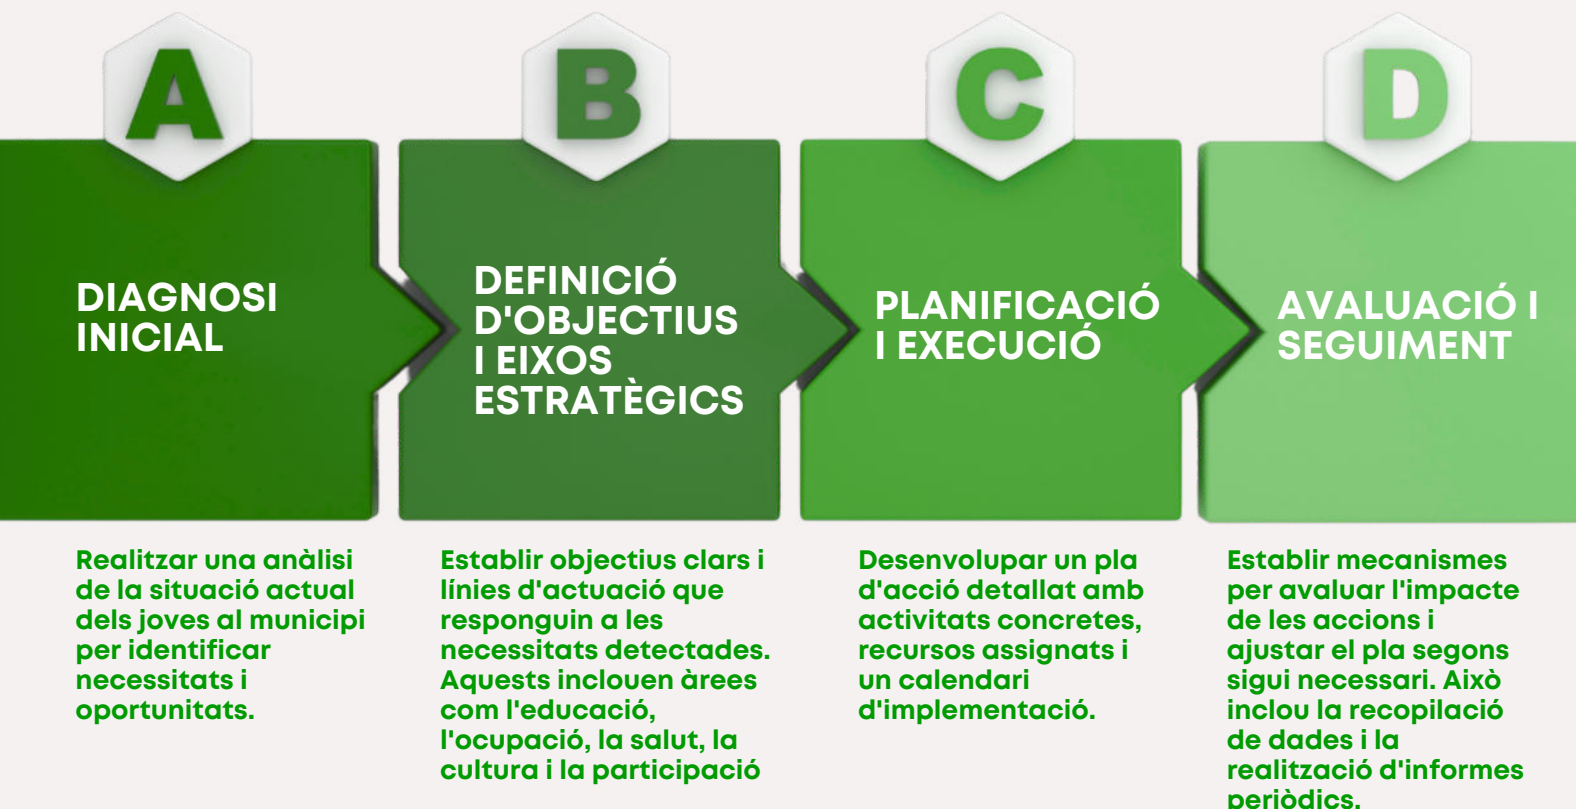 A
DIAGNOSI
INICIAL
Realitzar una anàlisi
de la situació actual
dels joves al municipi
per identificar
necessitats i
oportunitats.
B
DEFINICIÓ
D'OBJECTIUS
I EIXOS
ESTRATÈGICS
Establir objectius clars i
línies d'actuació que
responguin a les
necessitats detectades.
Aquests inclouen àrees
com l'educació,
l'ocupació, la salut, la
cultura i la participació
C
PLANIFICACIÓ
I EXECUCIÓ
Desenvolupar un pla
d'acció detallat amb
activitats concretes,
recursos assignats i
un calendari
d'implementació.
D
AVALUACIÓ I
SEGUIMENT
Establir mecanismes
per avaluar l'impacte
de les accions i
ajustar el pla segons
sigui necessari. Això
inclou la recopilació
de dades i la
realització d'informes
periòdics.